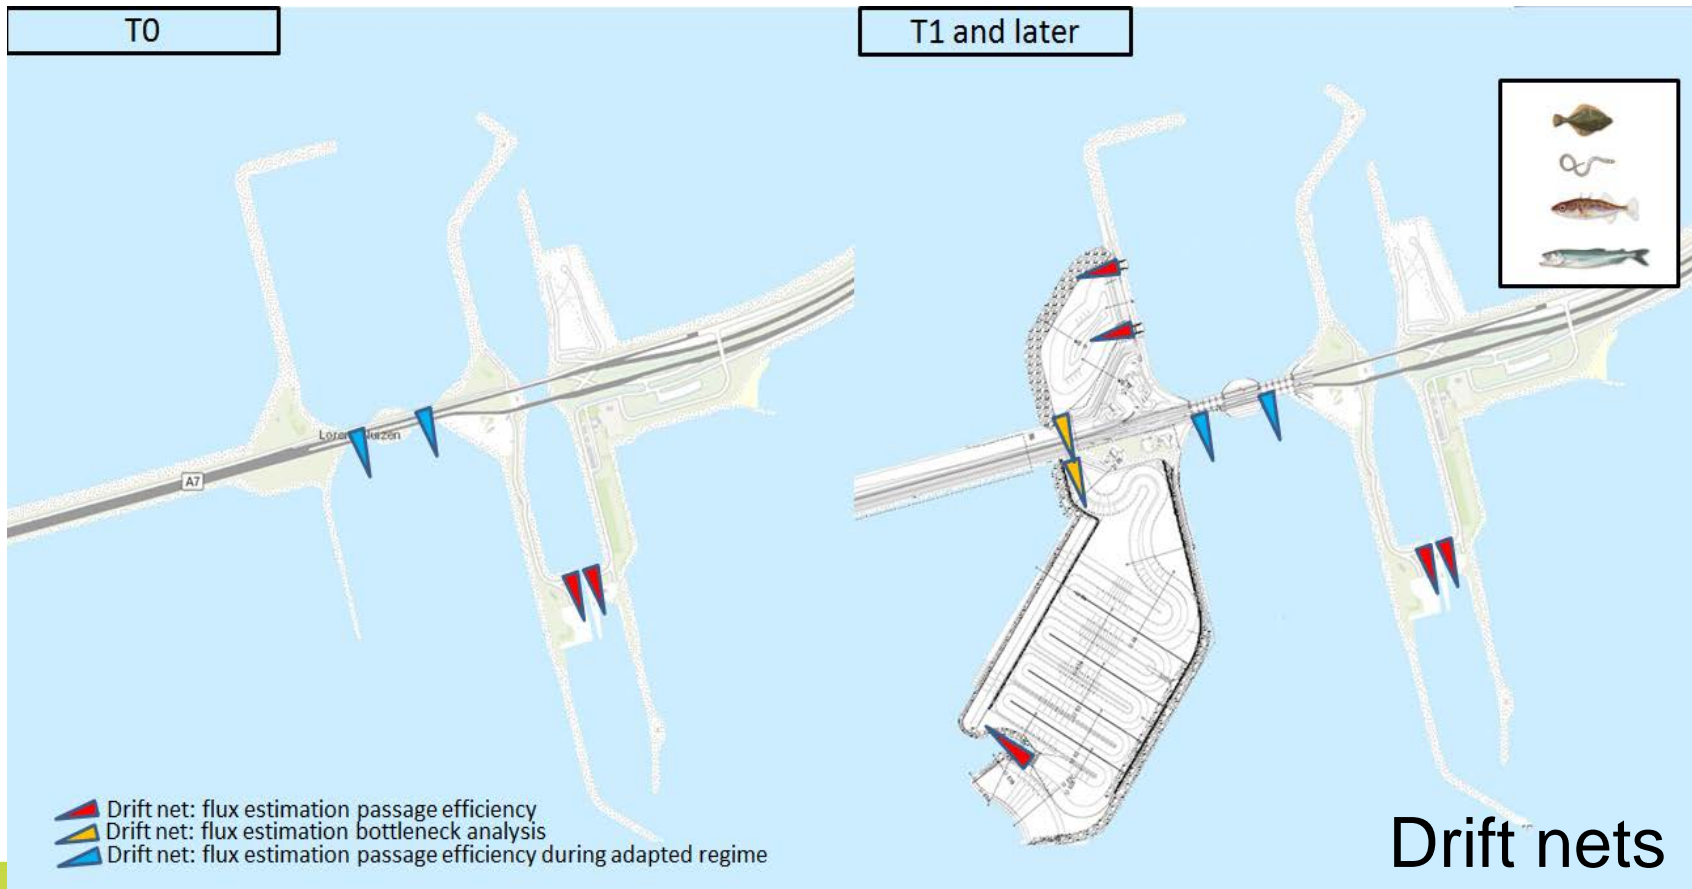 T0
T1 and later
A7
Drift net: flux estimation passage efficiency
Drift net: flux estimation bottleneck analysis
Drift net: flux estimation passage efficiency during adapted regime
Drift nets